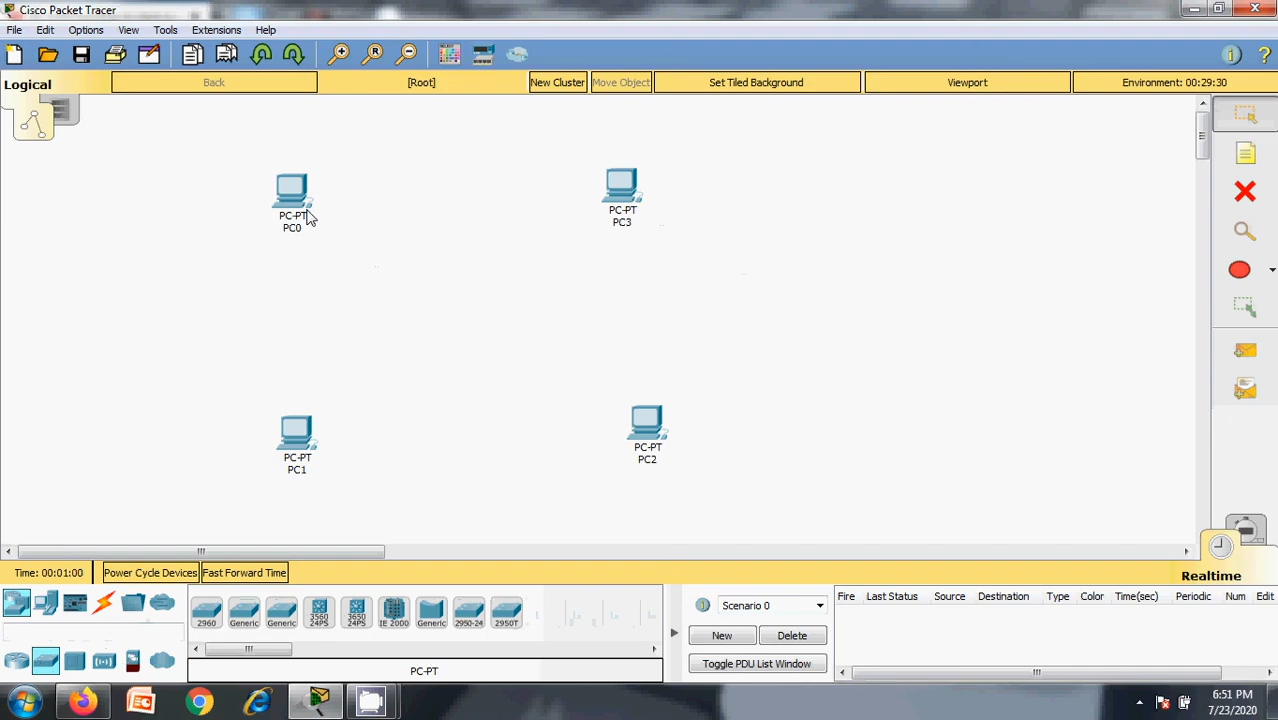 Cisco Packet Tracer
File Edit Options View Tools Extensions Help
Logical
Back
[Root]
New Cluster
Move Object
Set Tiled Background
Viewport
Environment: 00:29:30
PC-PT
PC0
PC-PT
PC3
PC-PT
PC1
PC-PT
PC2
Time: 00:01:00
Power Cycle Devices
Fast Forward Time
Realtime
2960
Generic
Generic
3560
24PS
3650
24PS
IE 2000
Generic
2950-24
2950T
PC-PT
Scenario 0
New
Delete
Toggle PDU List Window
Fire Last Status Source Destination Type Color Time(sec) Periodic Num Edit
6:51 PM
7/23/2020